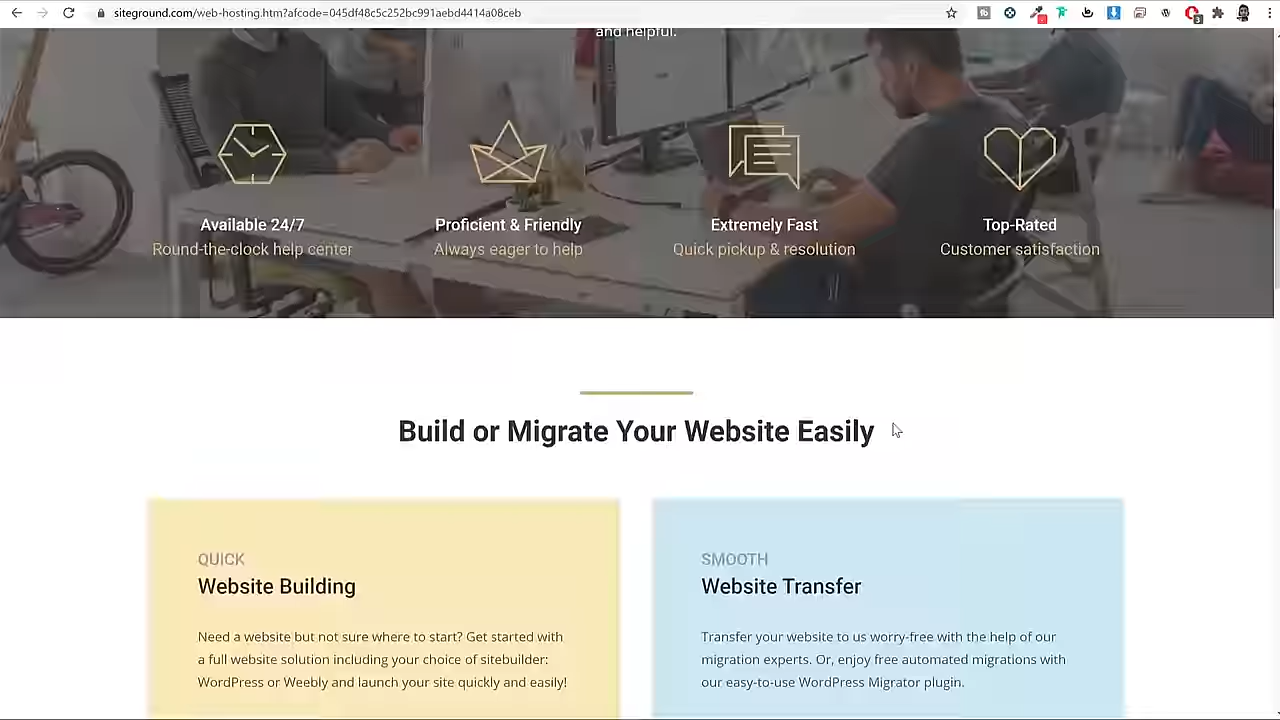 siteground.com/web-hosting.htm?afcode=045df48c5c252bc991aebd4414a08ceb
and helpful.
Available 24/7
Round-the-clock help center
Proficient & Friendly
Always eager to help
Extremely Fast
Quick pickup & resolution
Top-Rated
Customer satisfaction
Build or Migrate Your Website Easily
QUICK
Website Building
Need a website but not sure where to start? Get started with
a full website solution including your choice of sitebuilder:
WordPress or Weebly and launch your site quickly and easily!
SMOOTH
Website Transfer
Transfer your website to us worry-free with the help of our
migration experts. Or, enjoy free automated migrations with
our easy-to-use WordPress Migrator plugin.